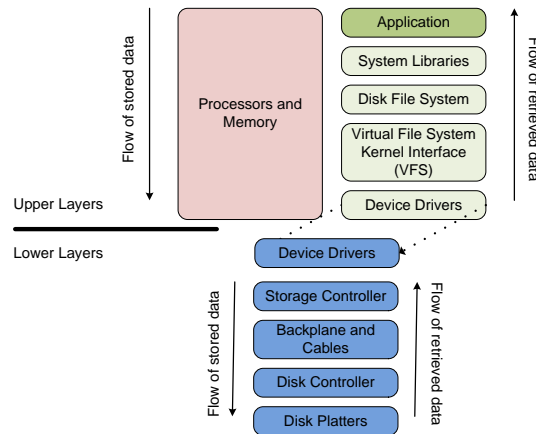 Flow of stored data
Processors and
Memory
Application
System Libraries
Disk File System
Virtual File System
Kernel Interface
(VFS)
Device Drivers
Flow of retrieved data
Upper Layers
Lower Layers
Device Drivers
Flow of stored data
Storage Controller
Backplane and
Cables
Disk Controller
Disk Platters
Flow of retrieved data